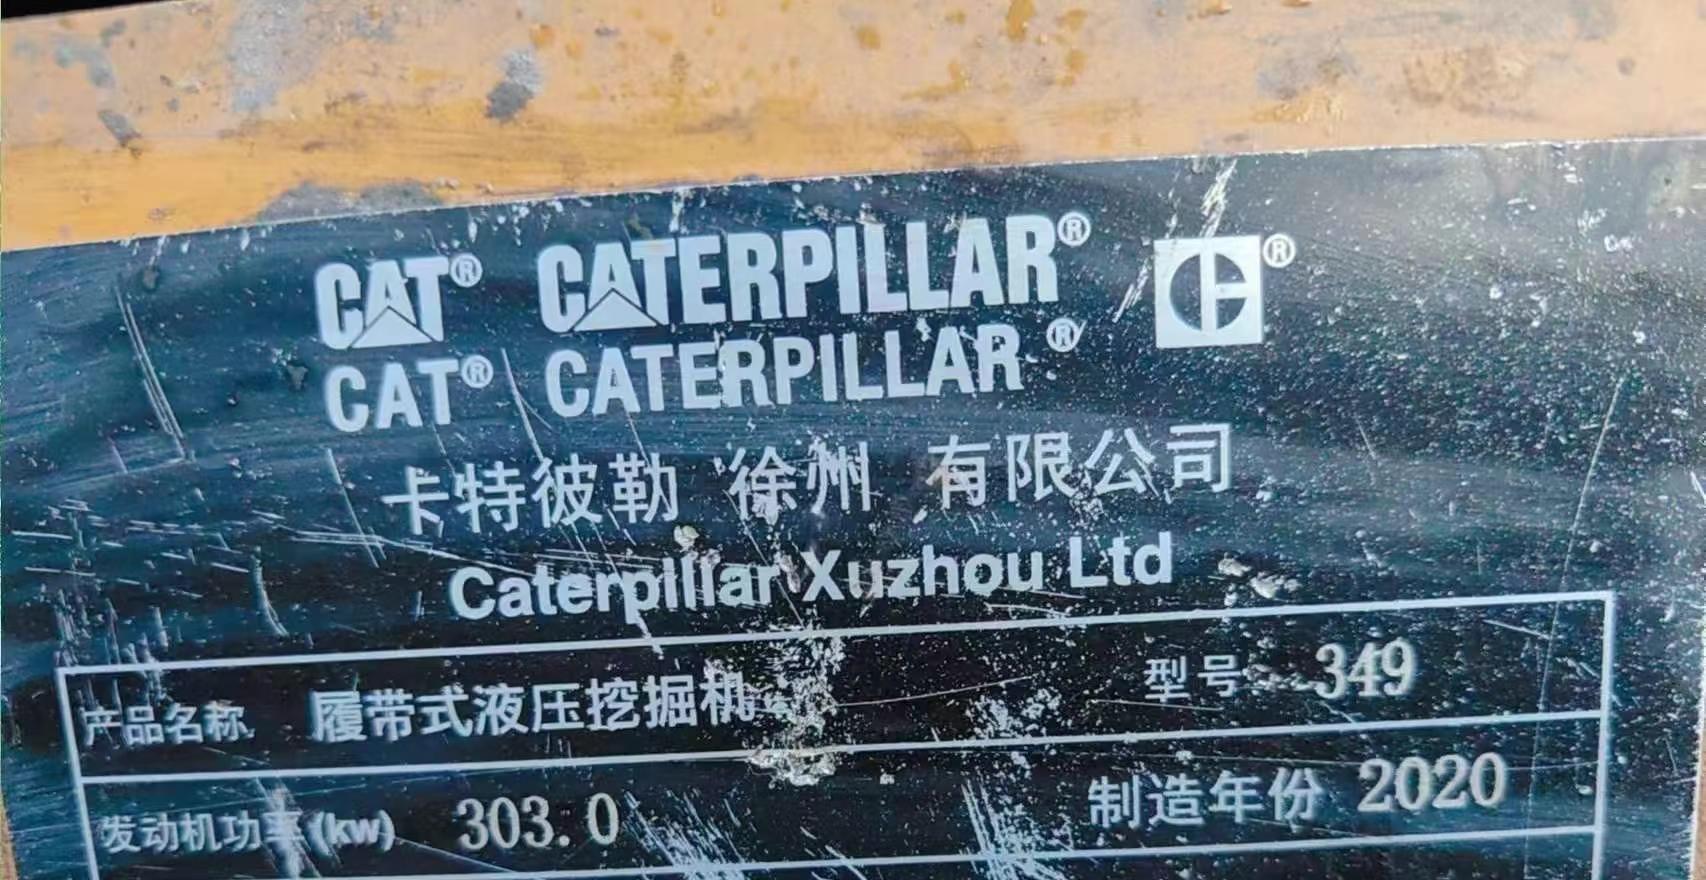 CAT® CATERPILLAR® ®
CAT® CATERPILLAR®
卡特彼勒 徐州 有限公司
Caterpillar Xuzhou Ltd
产品名称 履带式液压挖掘机 型号 349
发动机功率(kw) 303.0 制造年份 2020